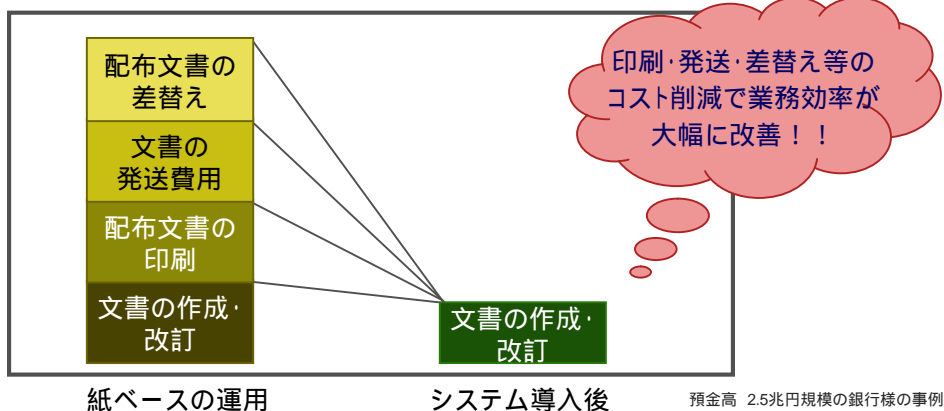 配布文書の
差替え
文書の
発送費用
配布文書の
印刷
文書の作成･
改訂
紙ベースの運用
文書の作成･
改訂
システム導入後
印刷･発送･差替え等の
コスト削減で業務効率が
大幅に改善！！
預金高 2.5兆円規模の銀行様の事例